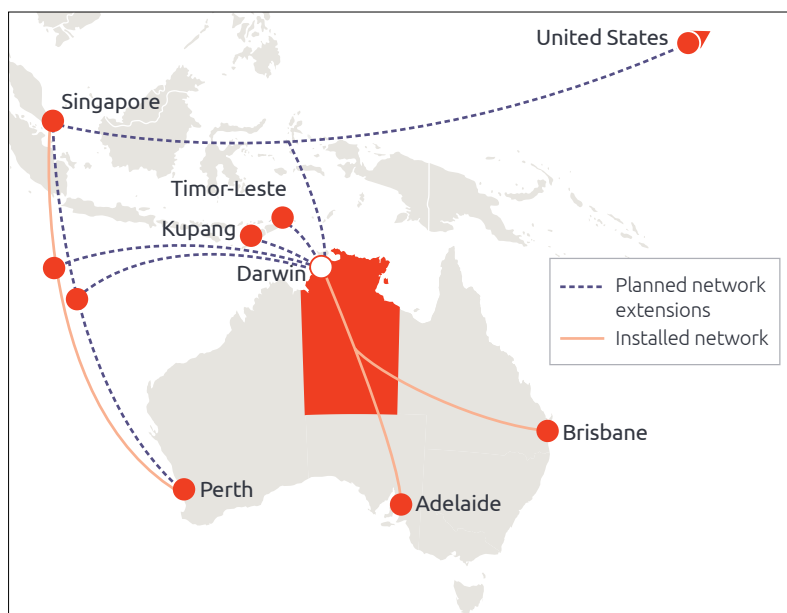 United States
Singapore
Timor-Leste
Kupang
Darwin
Planned network
extensions
Installed network
Brisbane
Perth
Adelaide